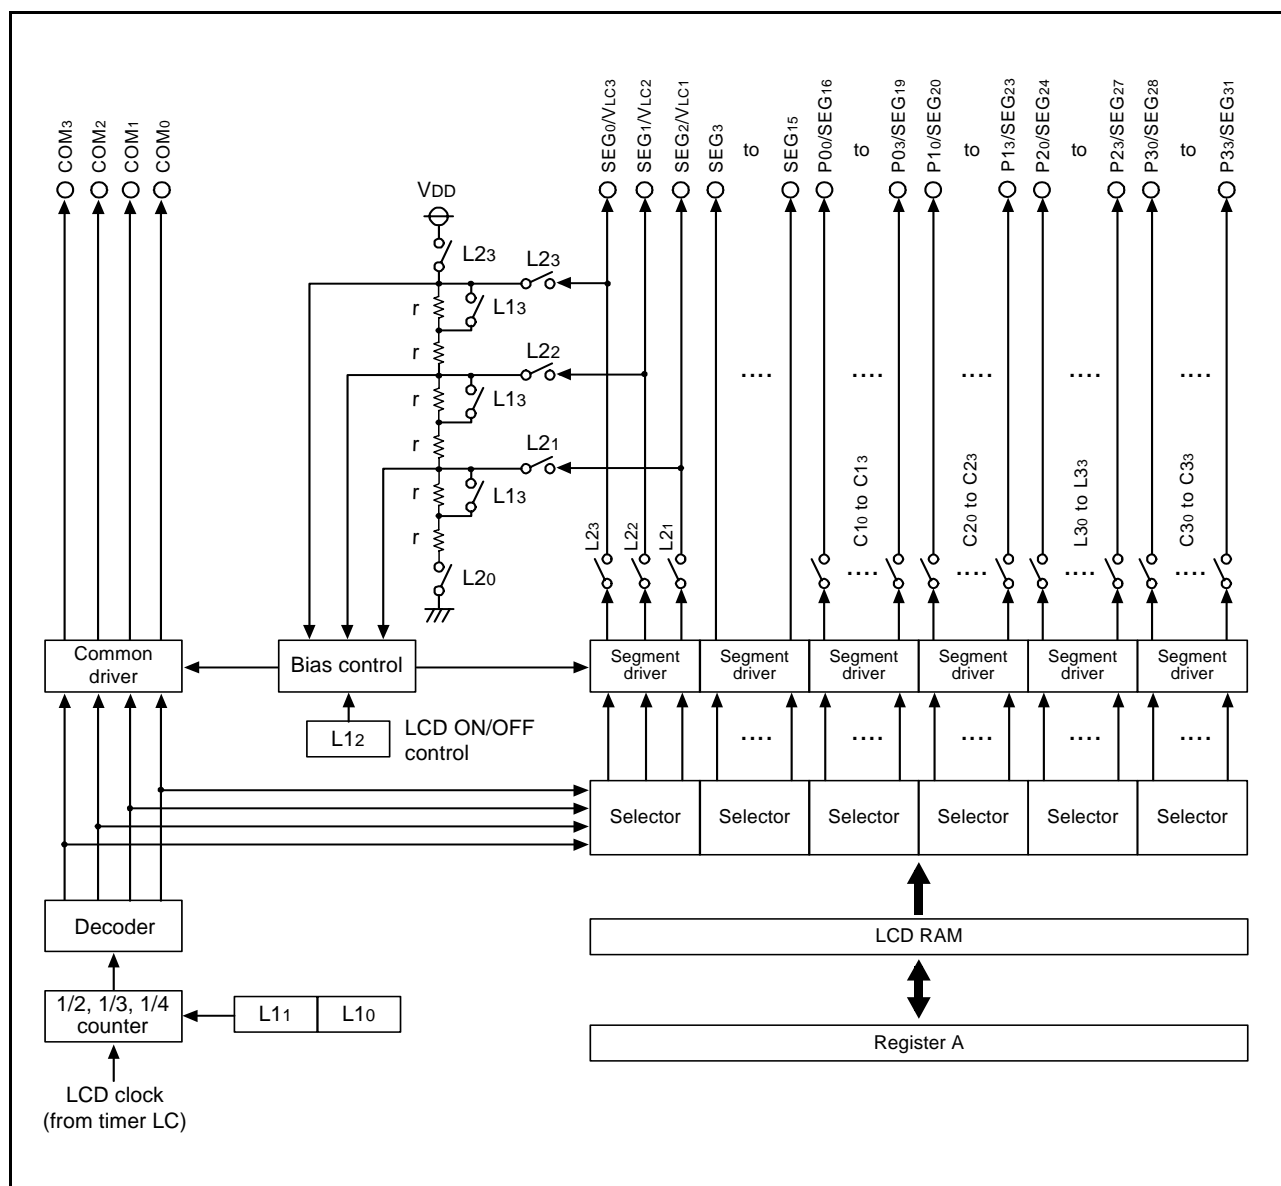 COM3
COM2
COM1
COM0
SEG0/VLC3
SEG1/VLC2
SEG2/VLC1
SEG3
to
SEG15
P00/SEG16
to
P03/SEG19
P10/SEG20
to
P13/SEG23
P20/SEG24
to
P23/SEG27
P30/SEG28
to
P33/SEG31
VDD
L23
L23
r
L13
r
L22
r
L13
r
L21
r
L13
r
L20
....
....
....
....
....
L23
L22
L21
C10 to C13
C20 to C23
L30 to L33
C30 to C33
....
....
....
....
Common
driver
Bias control
Segment
driver
Segment
driver
Segment
driver
Segment
driver
Segment
driver
Segment
driver
L12
LCD ON/OFF
control
....
....
....
....
....
Selector
Selector
Selector
Selector
Selector
Selector
Decoder
LCD RAM
1/2, 1/3, 1/4
counter
L11
L10
Register A
LCD clock
(from timer LC)